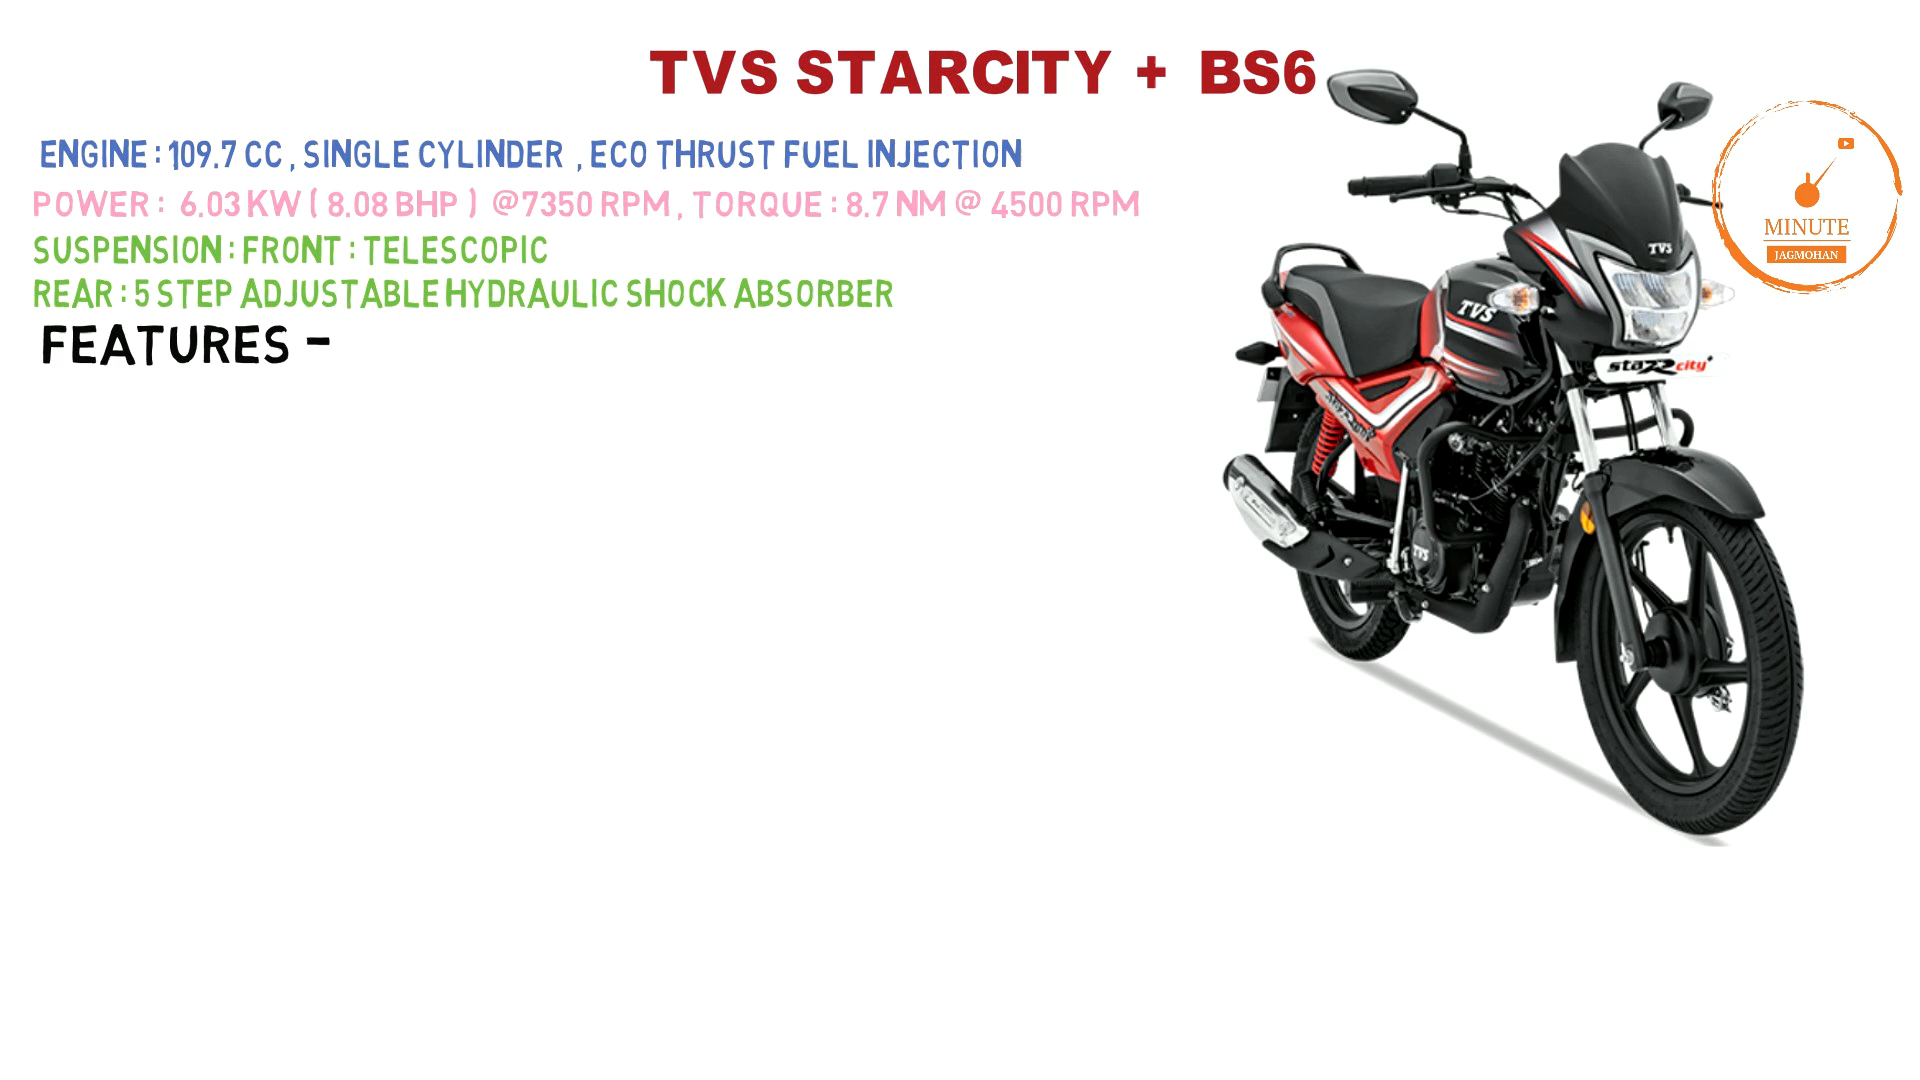 TVS STARCITY + BS6
ENGINE : 109.7 CC , SINGLE CYLINDER , ECO THRUST FUEL INJECTION
POWER : 6.03 KW ( 8.08 BHP ) @7350 RPM , TORQUE : 8.7 NM @ 4500 RPM
SUSPENSION : FRONT : TELESCOPIC
REAR : 5 STEP ADJUSTABLE HYDRAULIC SHOCK ABSORBER
FEATURES -
MINUTE
JAGMOHAN
TVS
TVS
staR city+
TVS